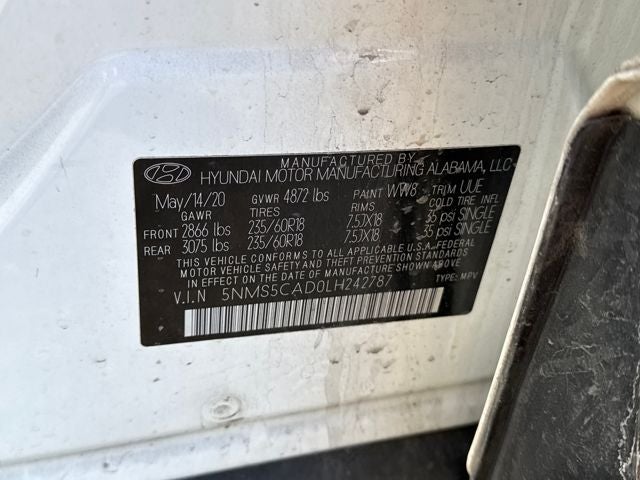 MANUFACTURED BY
HYUNDAI MOTOR MANUFACTURING ALABAMA, LLC
May/14/20 GVWR 4872 lbs PAINT WW8 TRIM UUE
GAWR TIRES RIMS COLD TIRE INFL
FRONT 2866 lbs 235/60R18 7.5JX18 35 psi SINGLE
REAR 3075 lbs 235/60R18 7.5JX18 35 psi SINGLE
THIS VEHICLE CONFORMS TO ALL APPLICABLE U.S.A. FEDERAL
MOTOR VEHICLE SAFETY AND THEFT PREVENTION STANDARDS
IN EFFECT ON THE DATE OF MANUFACTURE SHOWN ABOVE.
V.I.N 5NMS5CAD0LH242787 TYPE: MPV